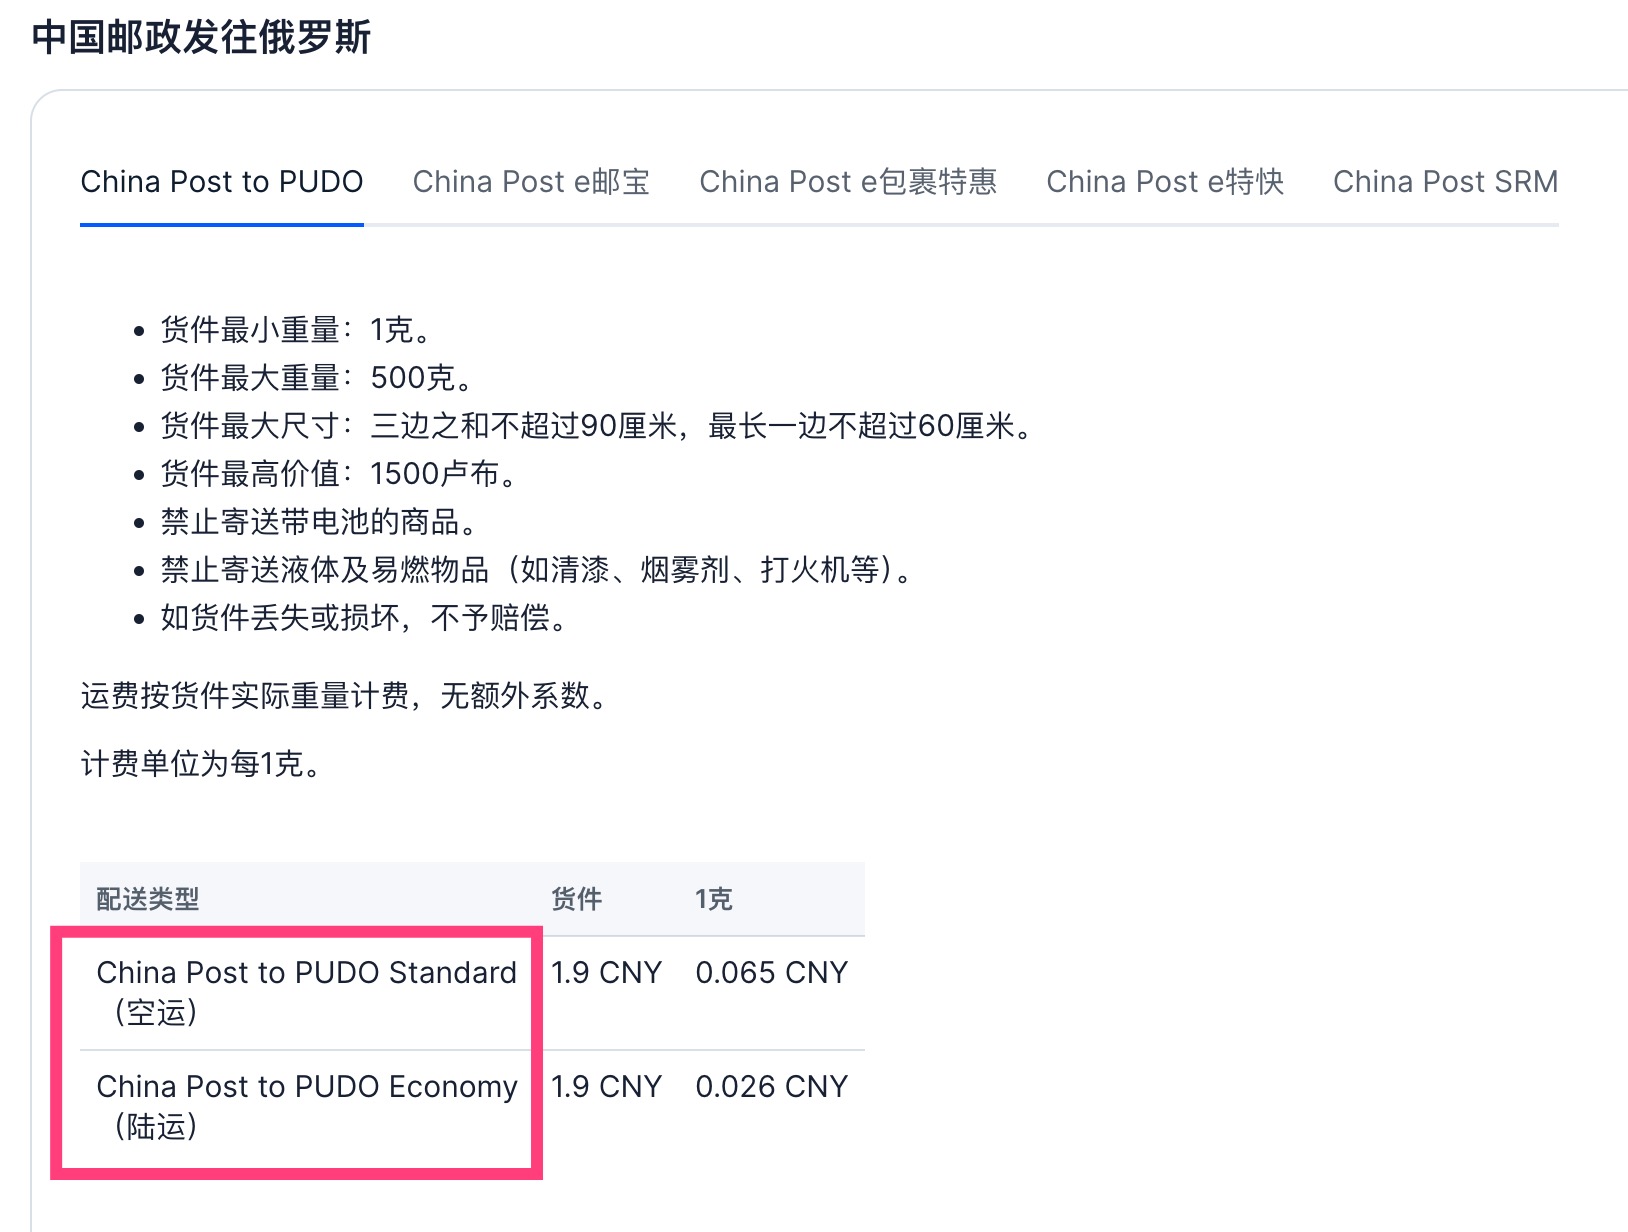 中国邮政发往俄罗斯
China Post to PUDO China Post e邮宝 China Post e包裹特惠 China Post e特快 China Post SRM
• 货件最小重量：1克。
• 货件最大重量：500克。
• 货件最大尺寸：三边之和不超过90厘米，最长一边不超过60厘米。
• 货件最高价值：1500卢布。
• 禁止寄送带电池的商品。
• 禁止寄送液体及易燃物品（如清漆、烟雾剂、打火机等）。
• 如货件丢失或损坏，不予赔偿。
运费按货件实际重量计费，无额外系数。
计费单位为每1克。
配送类型 货件 1克
China Post to PUDO Standard 1.9 CNY 0.065 CNY
（空运）
China Post to PUDO Economy 1.9 CNY 0.026 CNY
（陆运）